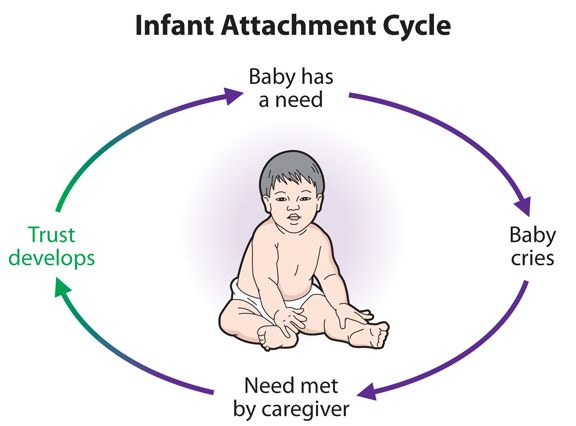 Infant Attachment Cycle
Baby has
a need
Baby
cries
Need met
by caregiver
Trust
develops